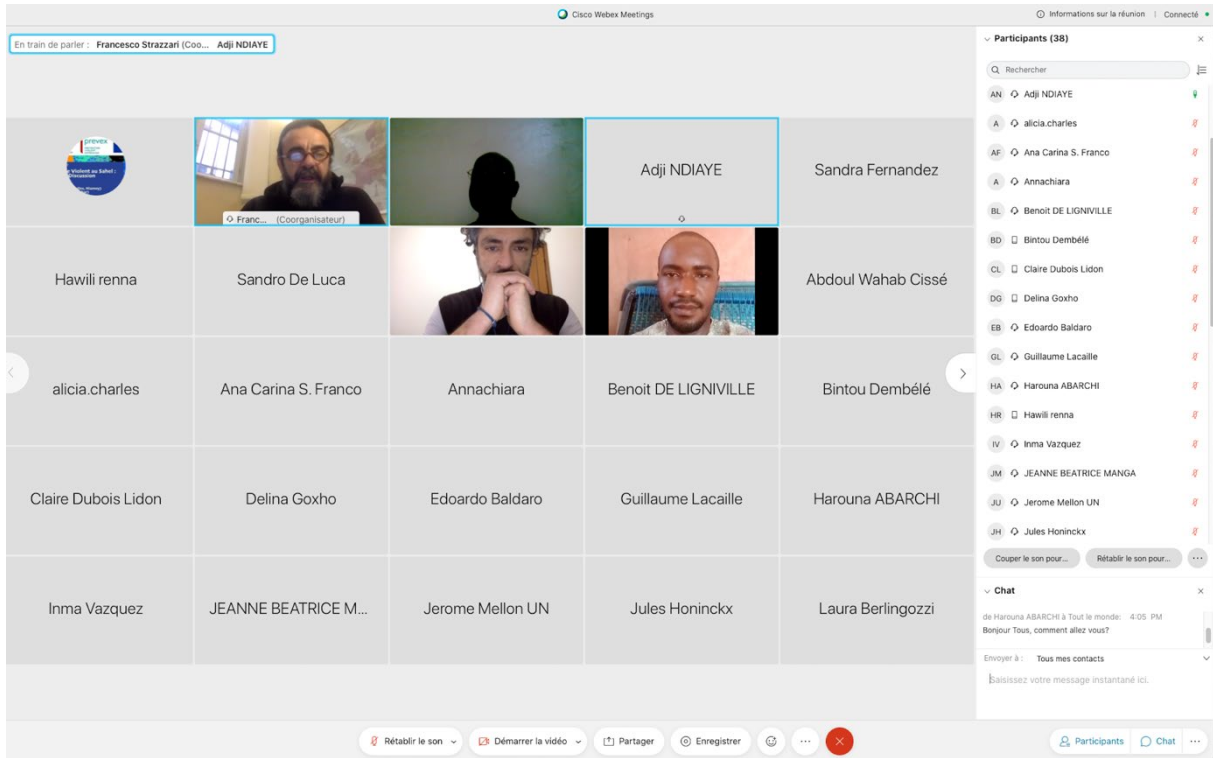 Cisco Webex Meetings
Informations sur la réunion
Connecté
En train de parler : Francesco Strazzari (Coo... Adji NDIAYE
prevex
Violent au Sahel :
Discussion
Franc... (Coorganisateur)
Adji NDIAYE
Sandra Fernandez
Hawili renna
Sandro De Luca
Abdoul Wahab Cissé
alicia.charles
Ana Carina S. Franco
Annachiara
Benoit DE LIGNIVILLE
Bintou Dembélé
Claire Dubois Lidon
Delina Goxho
Edoardo Baldaro
Guillaume Lacaille
Harouna ABARCHI
Inma Vazquez
JEANNE BEATRICE M...
Jerome Mellon UN
Jules Honinckx
Laura Berlingozzi
Participants (38)
Rechercher
AN Adji NDIAYE
A alicia.charles
AF Ana Carina S. Franco
A Annachiara
BL Benoit DE LIGNIVILLE
BD Bintou Dembélé
CL Claire Dubois Lidon
DG Delina Goxho
EB Edoardo Baldaro
GL Guillaume Lacaille
HA Harouna ABARCHI
HR Hawili renna
IV Inma Vazquez
JM JEANNE BEATRICE MANGA
JU Jerome Mellon UN
JH Jules Honinckx
Couper le son pour... Rétablir le son pour... ...
Chat
de Harouna ABARCHI à Tout le monde: 4:05 PM
Bonjour Tous, comment allez vous?
Envoyer à : Tous mes contacts
Saisissez votre message instantané ici.
Rétablir le son
Démarrer la vidéo
Partager
Enregistrer
...
Participants
Chat
...